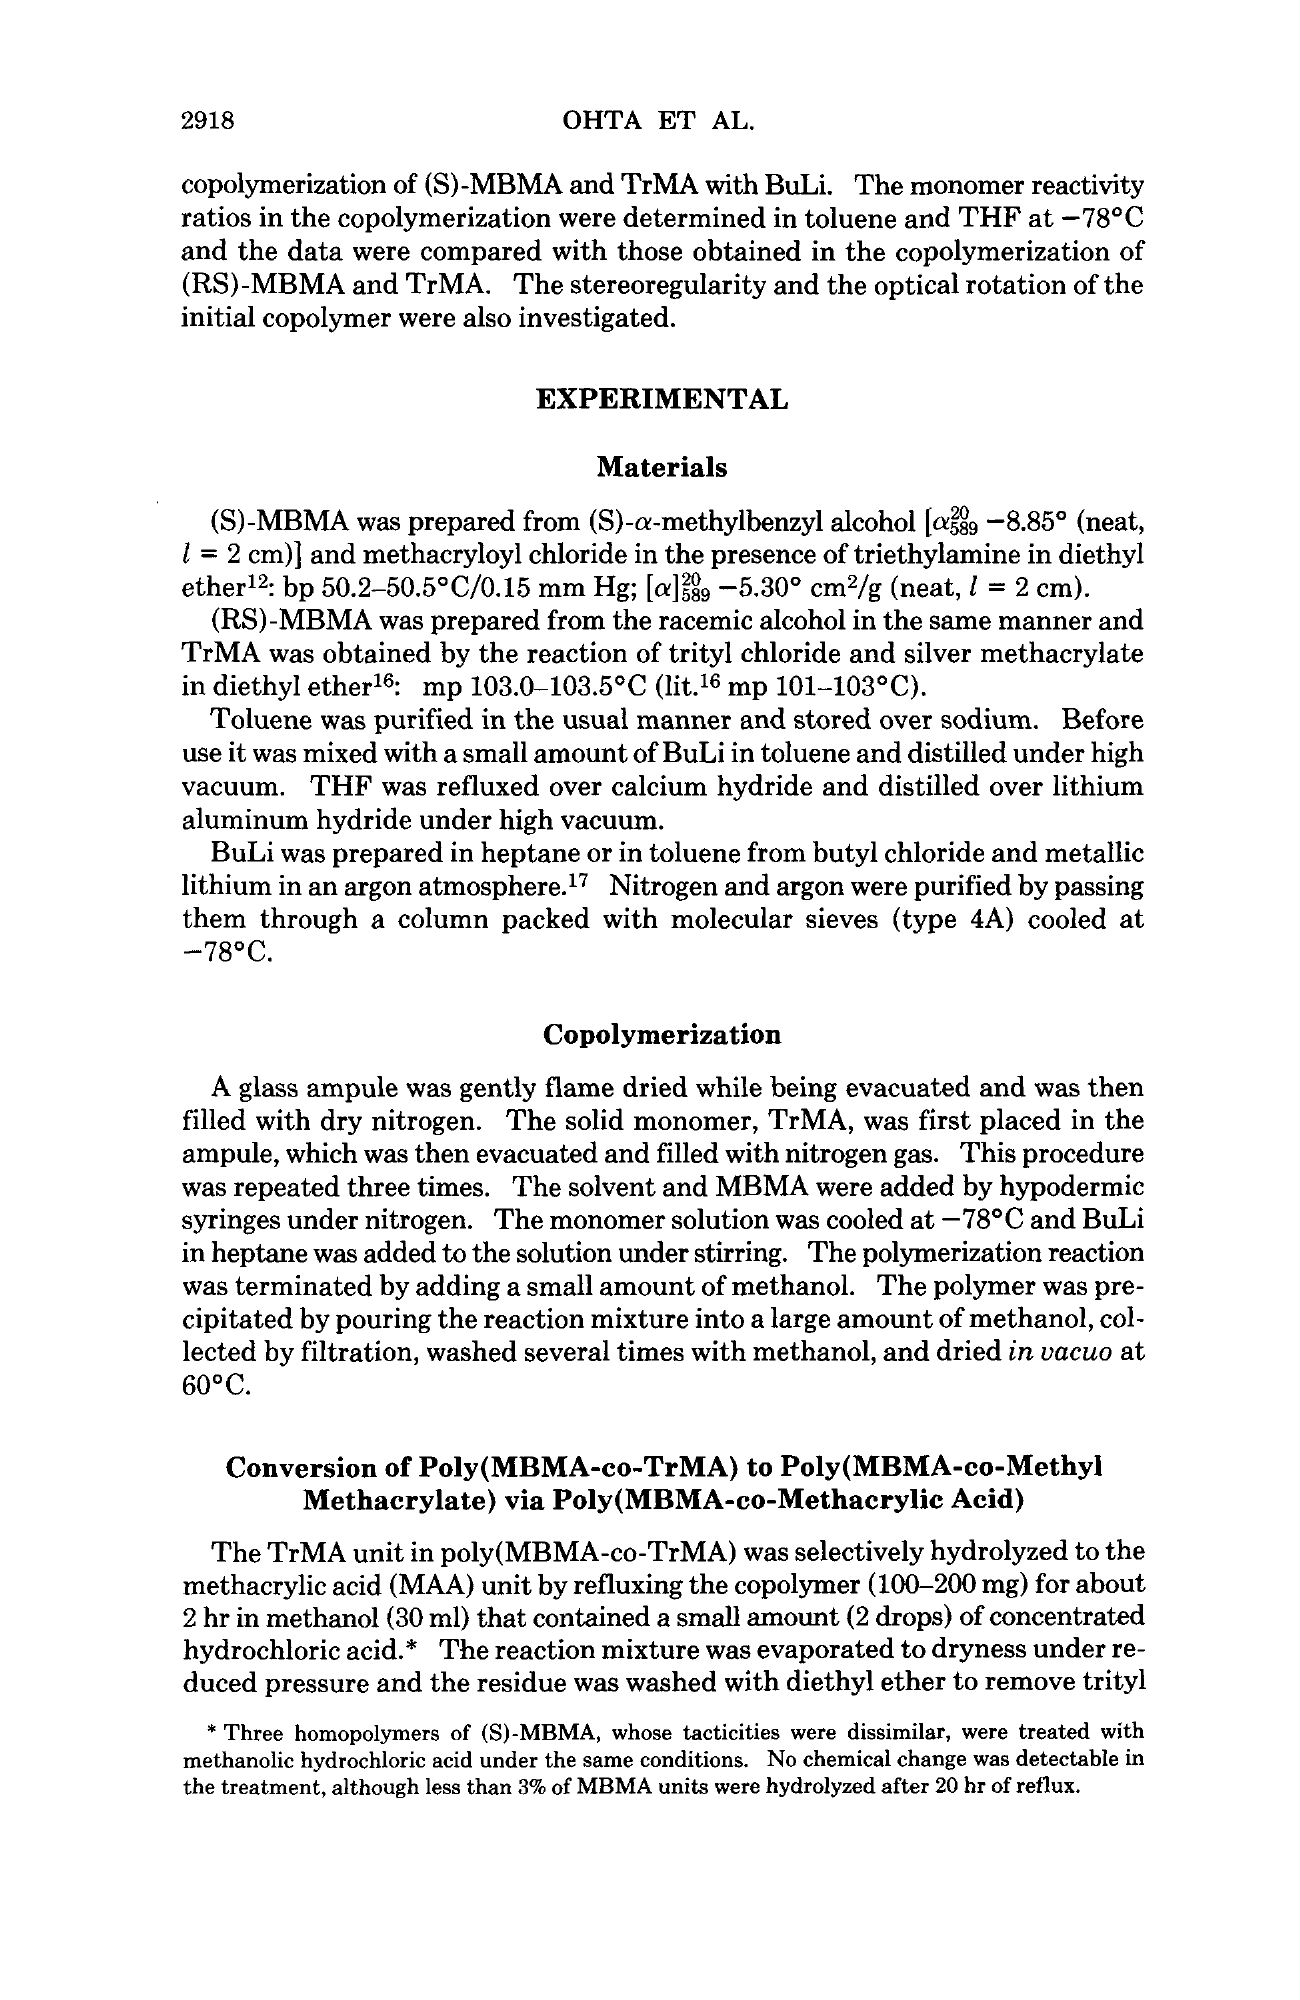 2918 OHTA ET AL.
copolymerization of (S)-MBMA and TrMA with BuLi. The monomer reactivity
ratios in the copolymerization were determined in toluene and THF at −78°C
and the data were compared with those obtained in the copolymerization of
(RS)-MBMA and TrMA. The stereoregularity and the optical rotation of the
initial copolymer were also investigated.
EXPERIMENTAL
Materials
(S)-MBMA was prepared from (S)-α-methylbenzyl alcohol [α²⁰₅₈₉ −8.85° (neat,
l = 2 cm)] and methacryloyl chloride in the presence of triethylamine in diethyl
ether¹²: bp 50.2–50.5°C/0.15 mm Hg; [α]²⁰₅₈₉ −5.30° cm²/g (neat, l = 2 cm).
(RS)-MBMA was prepared from the racemic alcohol in the same manner and
TrMA was obtained by the reaction of trityl chloride and silver methacrylate
in diethyl ether¹⁶: mp 103.0–103.5°C (lit.¹⁶ mp 101–103°C).
Toluene was purified in the usual manner and stored over sodium. Before
use it was mixed with a small amount of BuLi in toluene and distilled under high
vacuum. THF was refluxed over calcium hydride and distilled over lithium
aluminum hydride under high vacuum.
BuLi was prepared in heptane or in toluene from butyl chloride and metallic
lithium in an argon atmosphere.¹⁷ Nitrogen and argon were purified by passing
them through a column packed with molecular sieves (type 4A) cooled at
−78°C.
Copolymerization
A glass ampule was gently flame dried while being evacuated and was then
filled with dry nitrogen. The solid monomer, TrMA, was first placed in the
ampule, which was then evacuated and filled with nitrogen gas. This procedure
was repeated three times. The solvent and MBMA were added by hypodermic
syringes under nitrogen. The monomer solution was cooled at −78°C and BuLi
in heptane was added to the solution under stirring. The polymerization reaction
was terminated by adding a small amount of methanol. The polymer was pre-
cipitated by pouring the reaction mixture into a large amount of methanol, col-
lected by filtration, washed several times with methanol, and dried in vacuo at
60°C.
Conversion of Poly(MBMA-co-TrMA) to Poly(MBMA-co-Methyl
Methacrylate) via Poly(MBMA-co-Methacrylic Acid)
The TrMA unit in poly(MBMA-co-TrMA) was selectively hydrolyzed to the
methacrylic acid (MAA) unit by refluxing the copolymer (100–200 mg) for about
2 hr in methanol (30 ml) that contained a small amount (2 drops) of concentrated
hydrochloric acid.* The reaction mixture was evaporated to dryness under re-
duced pressure and the residue was washed with diethyl ether to remove trityl
* Three homopolymers of (S)-MBMA, whose tacticities were dissimilar, were treated with
methanolic hydrochloric acid under the same conditions. No chemical change was detectable in
the treatment, although less than 3% of MBMA units were hydrolyzed after 20 hr of reflux.